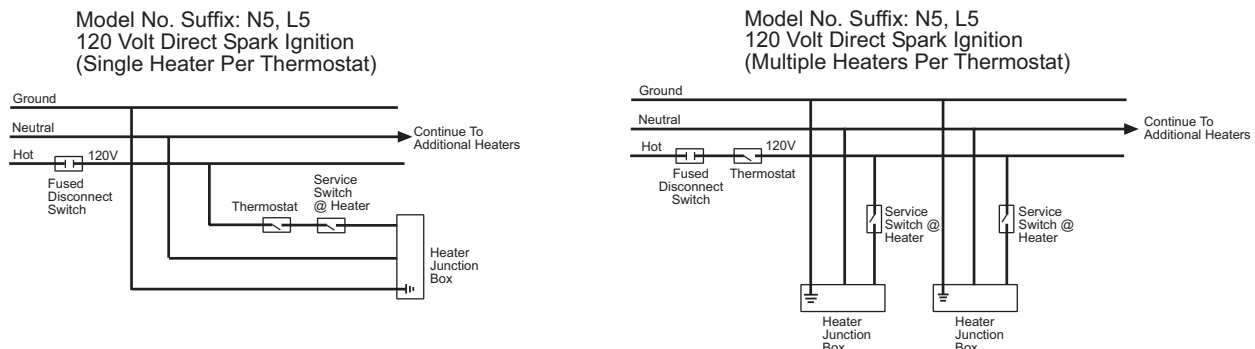 Model No. Suffix: N5, L5
120 Volt Direct Spark Ignition
(Single Heater Per Thermostat)
Ground
Neutral
Continue To
Additional Heaters
Hot
120V
Fused
Disconnect
Switch
Thermostat
Service
Switch
@ Heater
Heater
Junction
Box
Model No. Suffix: N5, L5
120 Volt Direct Spark Ignition
(Multiple Heaters Per Thermostat)
Ground
Neutral
Continue To
Additional Heaters
Hot
120V
Fused
Disconnect
Switch
Thermostat
Service
Switch @
Heater
Service
Switch @
Heater
Heater
Junction
Box
Heater
Junction
Box